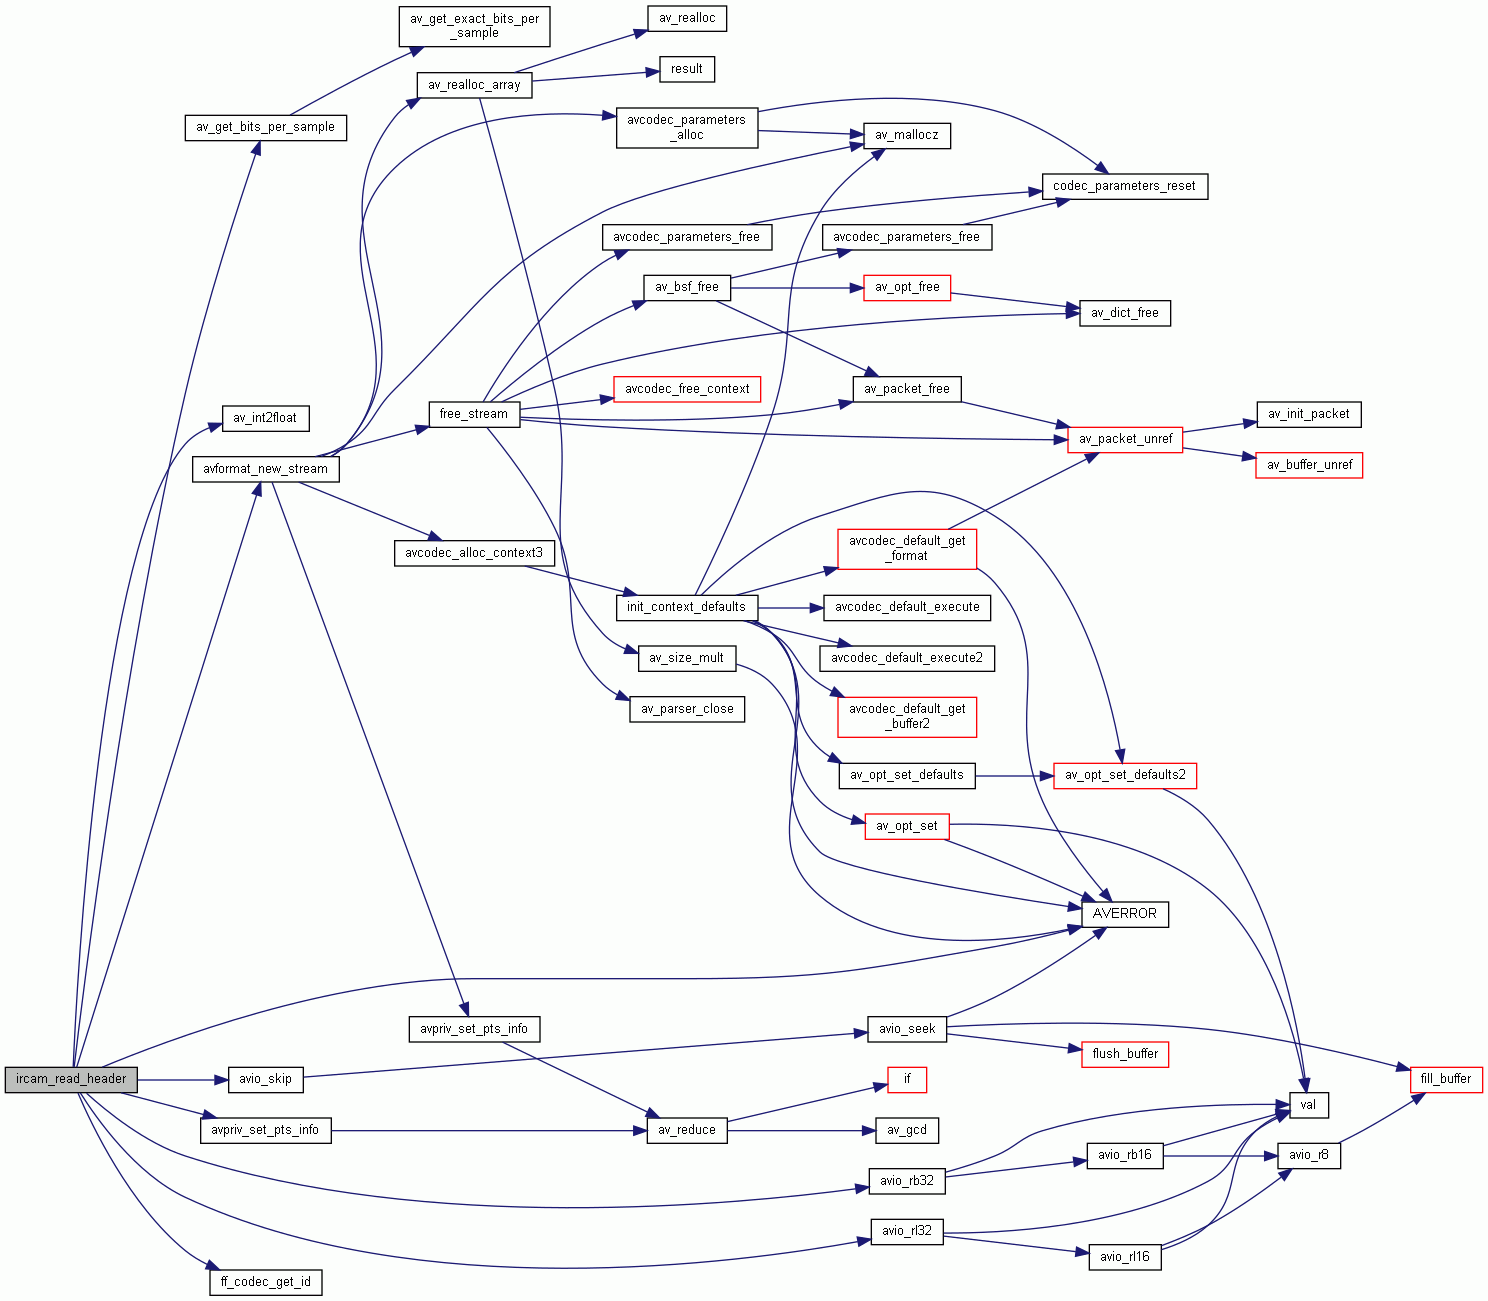 av_get_exact_bits_per
_sample
av_realloc
result
av_realloc_array
av_get_bits_per_sample
avcodec_parameters
_alloc
av_mallocz
codec_parameters_reset
avcodec_parameters_free
avcodec_parameters_free
av_bsf_free
av_opt_free
av_dict_free
avcodec_free_context
av_packet_free
av_int2float
free_stream
av_init_packet
av_packet_unref
avformat_new_stream
av_buffer_unref
avcodec_default_get
_format
avcodec_alloc_context3
init_context_defaults
avcodec_default_execute
av_size_mult
avcodec_default_execute2
av_parser_close
avcodec_default_get
_buffer2
av_opt_set_defaults
av_opt_set_defaults2
av_opt_set
AVERROR
avpriv_set_pts_info
avio_seek
flush_buffer
ircam_read_header
avio_skip
if
fill_buffer
val
avpriv_set_pts_info
av_reduce
av_gcd
avio_rb16
avio_r8
avio_rb32
avio_rl32
avio_rl16
ff_codec_get_id